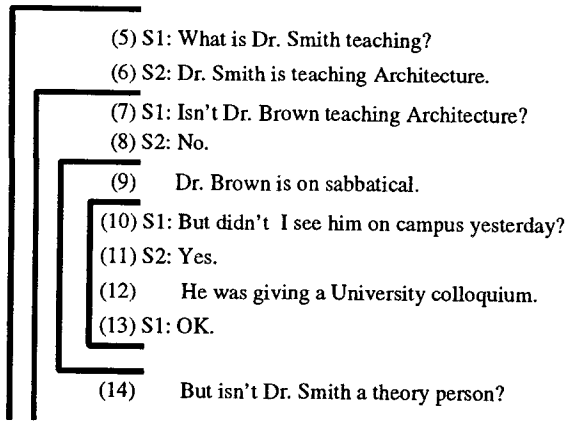 (5) S1: What is Dr. Smith teaching?
(6) S2: Dr. Smith is teaching Architecture.
(7) S1: Isn't Dr. Brown teaching Architecture?
(8) S2: No.
(9) Dr. Brown is on sabbatical.
(10) S1: But didn't I see him on campus yesterday?
(11) S2: Yes.
(12) He was giving a University colloquium.
(13) S1: OK.
(14) But isn't Dr. Smith a theory person?